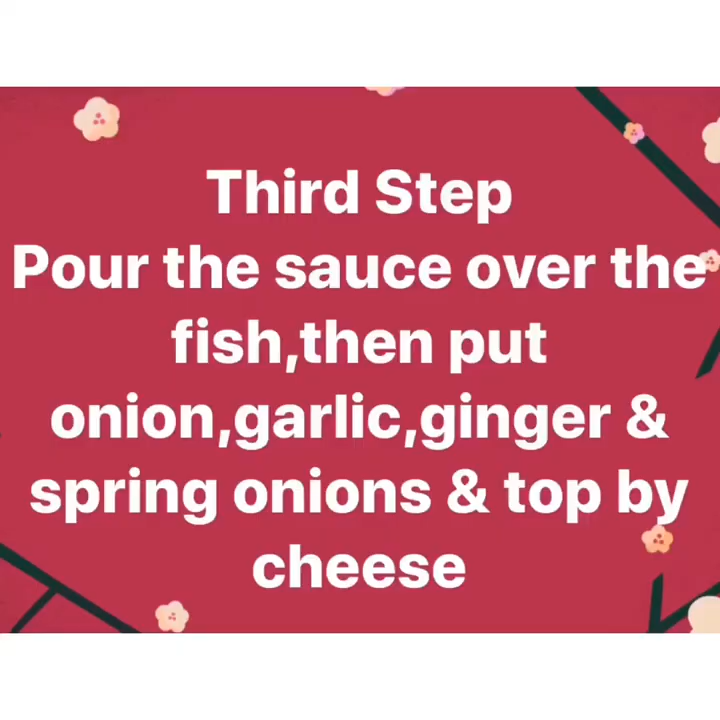 Third Step
Pour the sauce over the
fish,then put
onion,garlic,ginger &
spring onions & top by
cheese